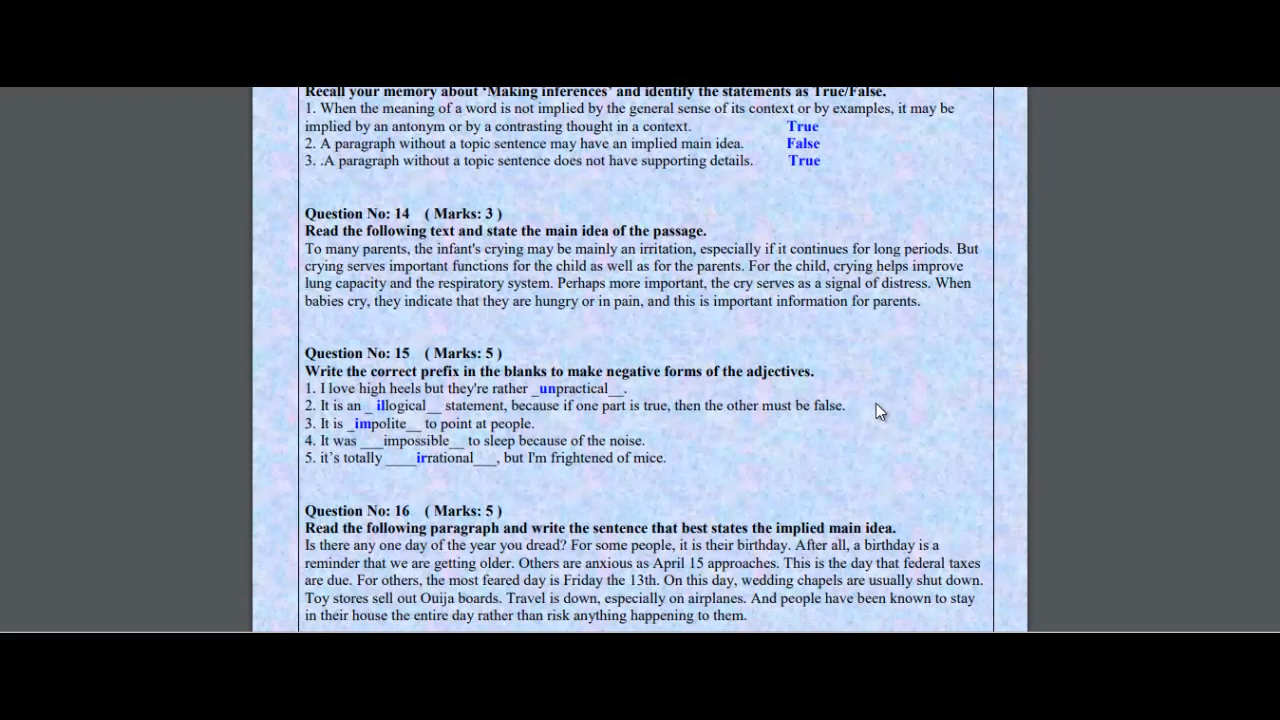 Recall your memory about ‘Making inferences’ and identify the statements as True/False.
1. When the meaning of a word is not implied by the general sense of its context or by examples, it may be
implied by an antonym or by a contrasting thought in a context. True
2. A paragraph without a topic sentence may have an implied main idea. False
3. .A paragraph without a topic sentence does not have supporting details. True
Question No: 14 ( Marks: 3 )
Read the following text and state the main idea of the passage.
To many parents, the infant's crying may be mainly an irritation, especially if it continues for long periods. But
crying serves important functions for the child as well as for the parents. For the child, crying helps improve
lung capacity and the respiratory system. Perhaps more important, the cry serves as a signal of distress. When
babies cry, they indicate that they are hungry or in pain, and this is important information for parents.
Question No: 15 ( Marks: 5 )
Write the correct prefix in the blanks to make negative forms of the adjectives.
1. I love high heels but they're rather _unpractical__.
2. It is an _ illogical__ statement, because if one part is true, then the other must be false.
3. It is _impolite__ to point at people.
4. It was ___impossible__ to sleep because of the noise.
5. it’s totally ____irrational___, but I'm frightened of mice.
Question No: 16 ( Marks: 5 )
Read the following paragraph and write the sentence that best states the implied main idea.
Is there any one day of the year you dread? For some people, it is their birthday. After all, a birthday is a
reminder that we are getting older. Others are anxious as April 15 approaches. This is the day that federal taxes
are due. For others, the most feared day is Friday the 13th. On this day, wedding chapels are usually shut down.
Toy stores sell out Ouija boards. Travel is down, especially on airplanes. And people have been known to stay
in their house the entire day rather than risk anything happening to them.